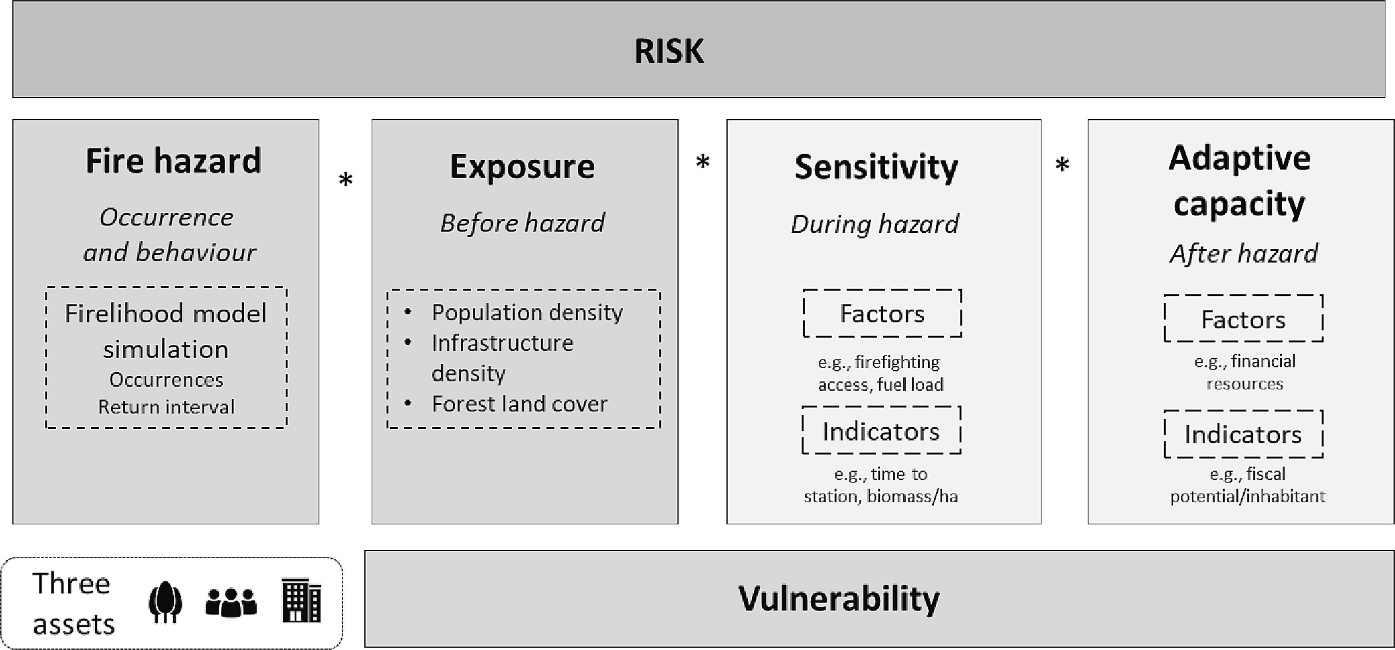 RISK
Fire hazard
Occurrence
and behaviour
Firelihood model
simulation
Occurrences
Return interval
*
Exposure
Before hazard
• Population density
• Infrastructure
density
• Forest land cover
*
Sensitivity
During hazard
Factors
e.g., firefighting
access, fuel load
Indicators
e.g., time to
station, biomass/ha
*
Adaptive
capacity
After hazard
Factors
e.g., financial
resources
Indicators
e.g., fiscal
potential/inhabitant
Three
assets
Vulnerability